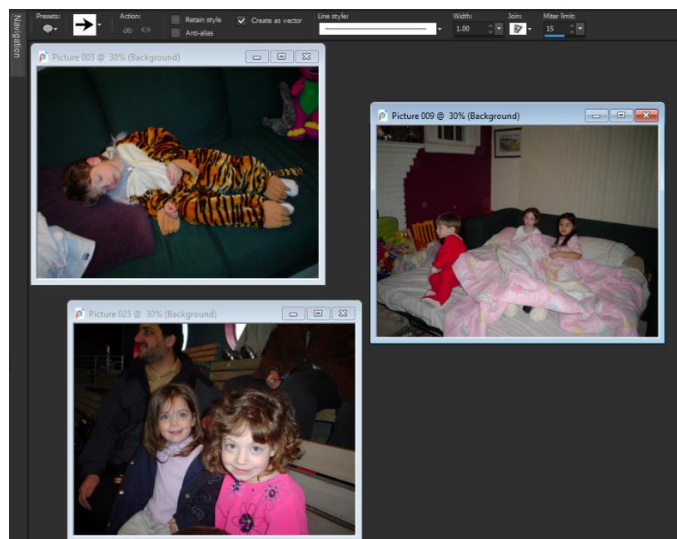 Presets:
Action:
Retain style
Anti-alias
Create as vector
Line style:
Width:
1.00
Join:
Miter limit:
15
Navigation
Picture 003 @ 30% (Background)
Picture 009 @ 30% (Background)
Picture 023 @ 30% (Background)